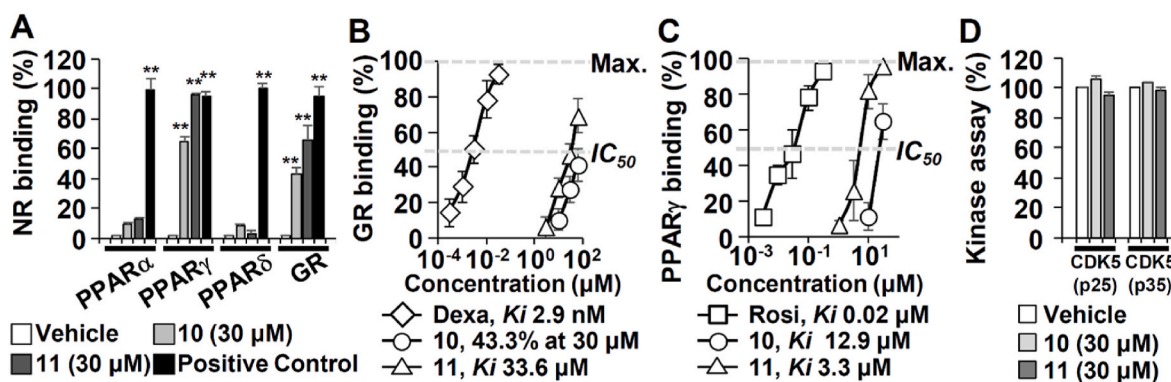 A
NR binding (%)
120
100
80
60
40
20
0
**
**
**
**
**
**
**
**
PPARα
PPARγ
PPARδ
GR
Vehicle
10 (30 μM)
11 (30 μM)
Positive Control
B
GR binding (%)
100
80
60
40
20
0
Max.
IC50
10-4
10-2
100
102
Concentration (μM)
Dexa, Ki 2.9 nM
10, 43.3% at 30 μM
11, Ki 33.6 μM
C
PPARγ binding (%)
100
80
60
40
20
0
Max.
IC50
10-3
10-1
101
Concentration (μM)
Rosi, Ki 0.02 μM
10, Ki 12.9 μM
11, Ki 3.3 μM
D
Kinase assay (%)
120
100
80
60
40
20
0
CDK5 CDK5
(p25) (p35)
Vehicle
10 (30 μM)
11 (30 μM)